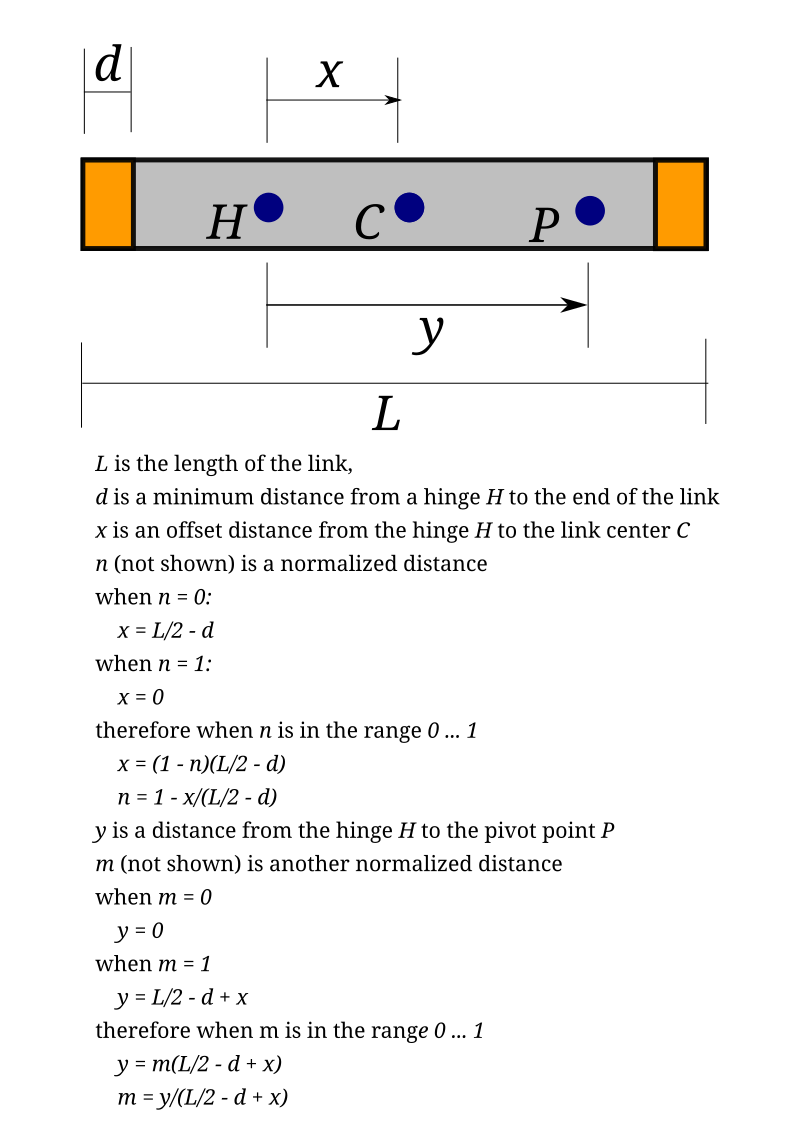 d
x
H C P
y
L
L is the length of the link,
d is a minimum distance from a hinge H to the end of the link
x is an offset distance from the hinge H to the link center C
n (not shown) is a normalized distance
when n = 0:
x = L/2 - d
when n = 1:
x = 0
therefore when n is in the range 0 ... 1
x = (1 - n)(L/2 - d)
n = 1 - x/(L/2 - d)
y is a distance from the hinge H to the pivot point P
m (not shown) is another normalized distance
when m = 0
y = 0
when m = 1
y = L/2 - d + x
therefore when m is in the range 0 ... 1
y = m(L/2 - d + x)
m = y/(L/2 - d + x)